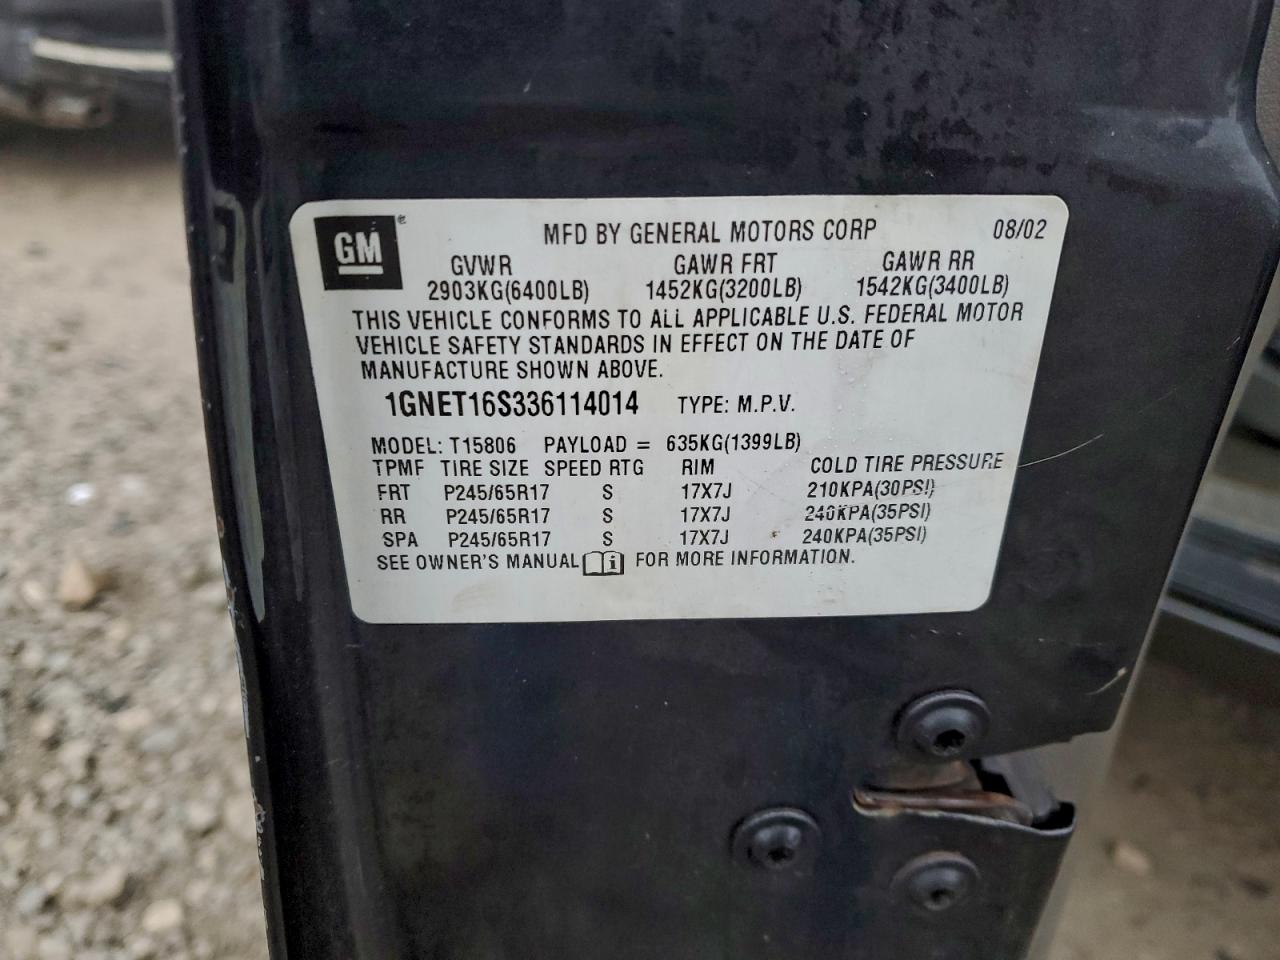 GM® MFD BY GENERAL MOTORS CORP 08/02
GVWR GAWR FRT GAWR RR
2903KG(6400LB) 1452KG(3200LB) 1542KG(3400LB)
THIS VEHICLE CONFORMS TO ALL APPLICABLE U.S. FEDERAL MOTOR
VEHICLE SAFETY STANDARDS IN EFFECT ON THE DATE OF
MANUFACTURE SHOWN ABOVE.
1GNET16S336114014 TYPE: M.P.V.
MODEL: T15806 PAYLOAD = 635KG(1399LB)
TPMF TIRE SIZE SPEED RTG RIM COLD TIRE PRESSURE
FRT P245/65R17 S 17X7J 210KPA(30PSI)
RR P245/65R17 S 17X7J 240KPA(35PSI)
SPA P245/65R17 S 17X7J 240KPA(35PSI)
SEE OWNER'S MANUAL i FOR MORE INFORMATION.